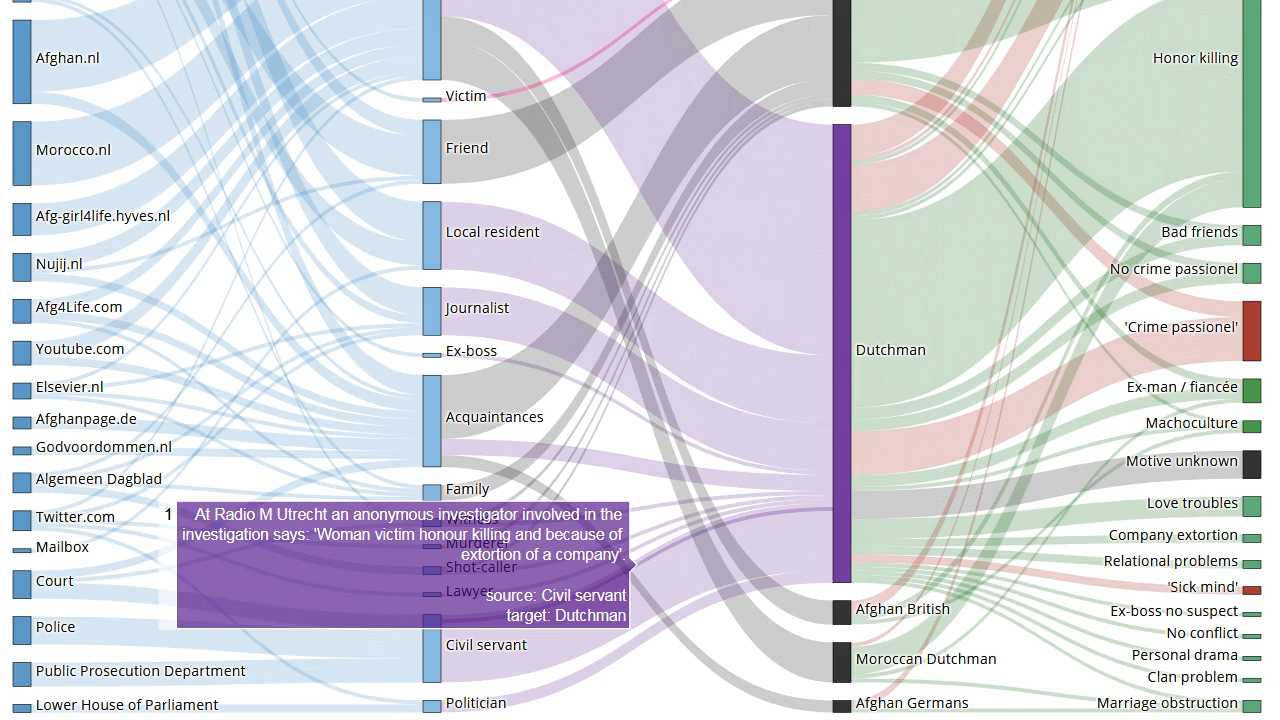 Afghan.nl
Morocco.nl
Afg-girl4life.hyves.nl
Nujij.nl
Afg4Life.com
Youtube.com
Elsevier.nl
Afghanpage.de
Godvoordommen.nl
Algemeen Dagblad
Twitter.com
Mailbox
Court
Police
Public Prosecution Department
Lower House of Parliament
Victim
Friend
Local resident
Journalist
Ex-boss
Acquaintances
Family
Witness
Murderer
Shot-caller
Lawyer
Civil servant
Politician
1
At Radio M Utrecht an anonymous investigator involved in the
investigation says: 'Woman victim honour killing and because of
extortion of a company'.
source: Civil servant
target: Dutchman
Dutchman
Afghan British
Moroccan Dutchman
Afghan Germans
Honor killing
Bad friends
No crime passionel
'Crime passionel'
Ex-man / fiancée
Machoculture
Motive unknown
Love troubles
Company extortion
Relational problems
'Sick mind'
Ex-boss no suspect
No conflict
Personal drama
Clan problem
Marriage obstruction